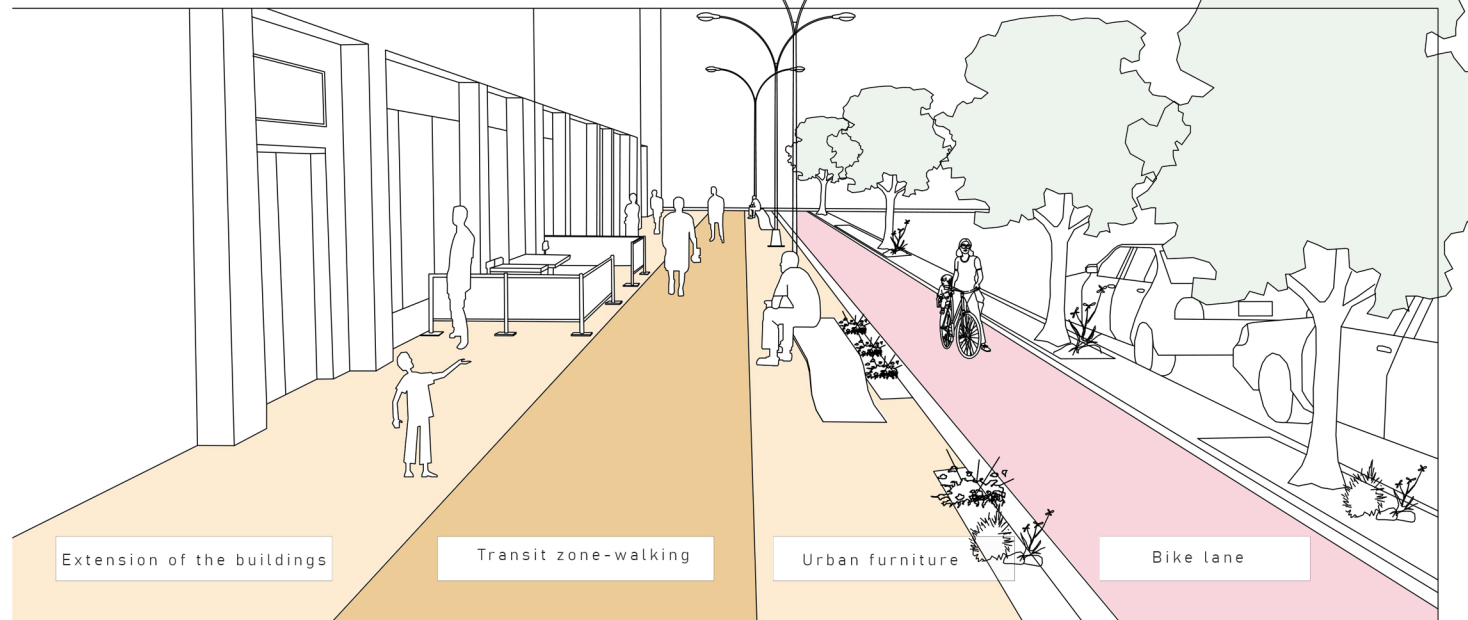 Extension of the buildings
Transit zone-walking
Urban furniture
Bike lane